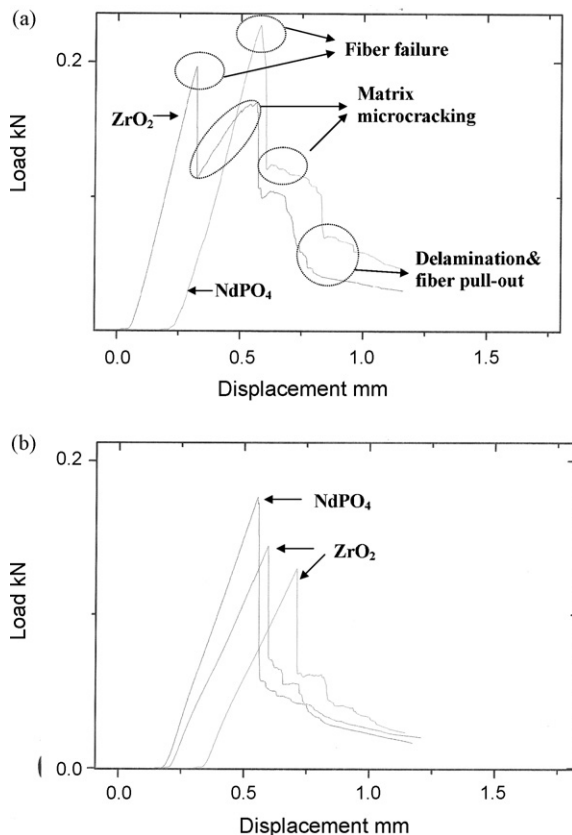 (a)
Fiber failure
0.2
Matrix
microcracking
ZrO₂
Load kN
Delamination&
fiber pull-out
NdPO₄
0.0 0.5 1.0 1.5
Displacement mm
(b)
0.2
NdPO₄
ZrO₂
Load kN
0.0
0.0 0.5 1.0 1.5
Displacement mm